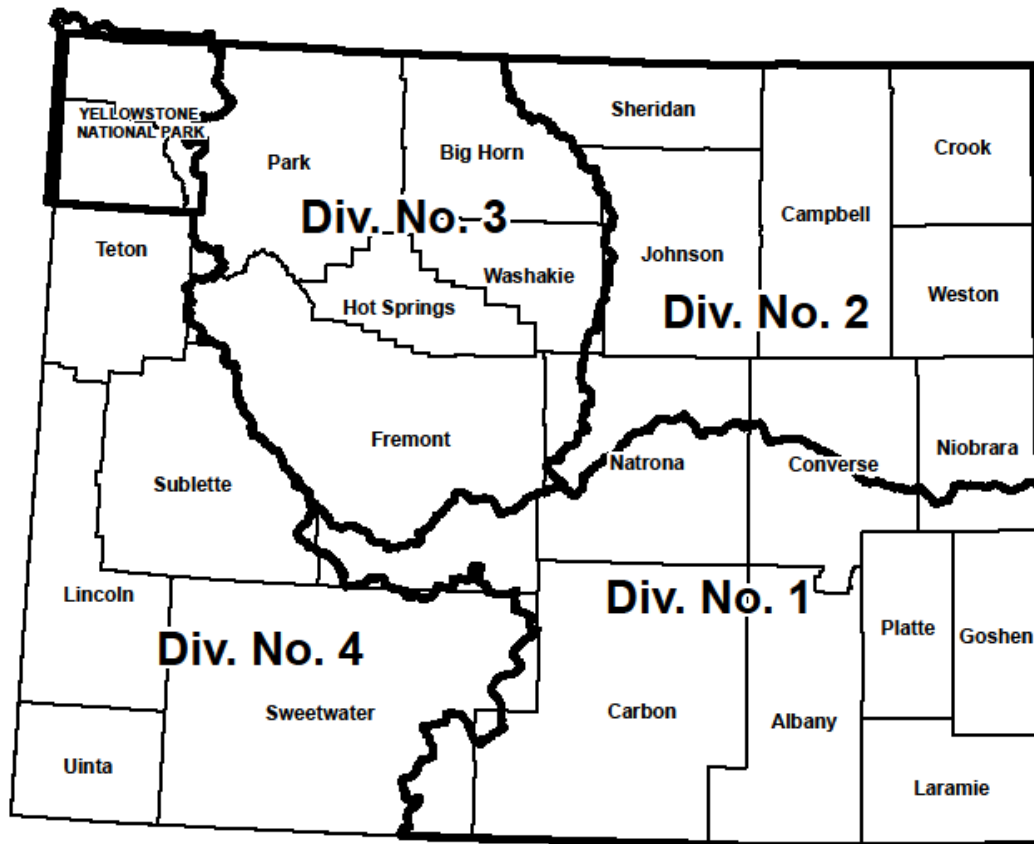 Sheridan
YELLOWSTONE
NATIONAL PARK
Park
Big Horn
Crook
Div. No. 3
Campbell
Teton
Johnson
Washakie
Hot Springs
Weston
Div. No. 2
Fremont
Natrona
Converse
Niobrara
Sublette
Lincoln
Div. No. 1
Platte
Goshen
Div. No. 4
Sweetwater
Carbon
Albany
Uinta
Laramie